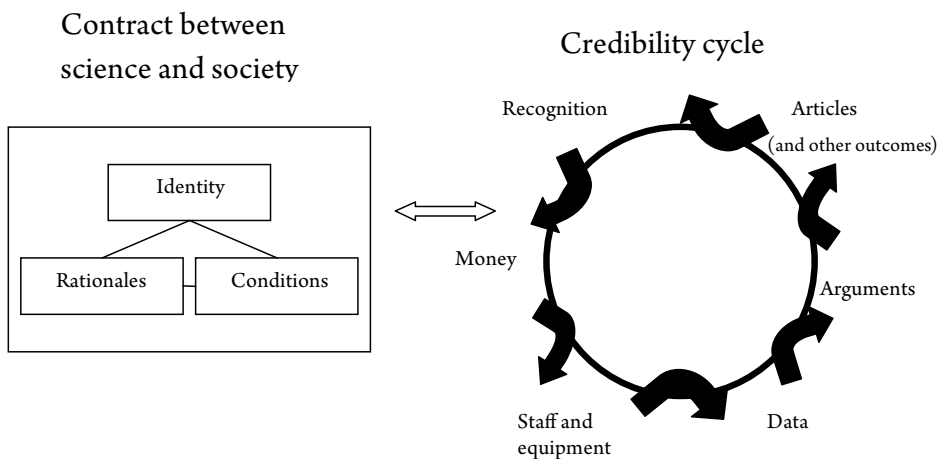 Contract between
science and society
Identity
Rationales
Conditions
Credibility cycle
Recognition
Articles
(and other outcomes)
Money
Arguments
Staff and
equipment
Data